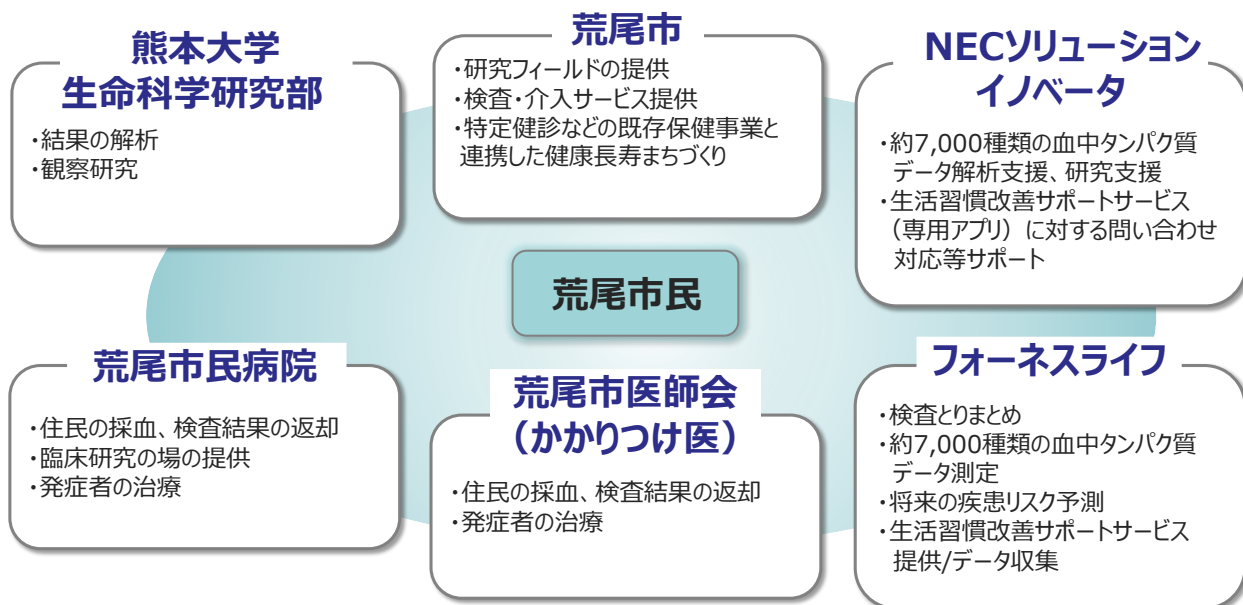 熊本大学
生命科学研究部
・結果の解析
・観察研究
荒尾市
・研究フィールドの提供
・検査・介入サービス提供
・特定健診などの既存保健事業と
連携した健康長寿まちづくり
NECソリューション
イノベータ
・約7,000種類の血中タンパク質
データ解析支援、研究支援
・生活習慣改善サポートサービス
（専用アプリ）に対する問い合わせ
対応等サポート
荒尾市民
荒尾市民病院
・住民の採血、検査結果の返却
・臨床研究の場の提供
・発症者の治療
荒尾市医師会
（かかりつけ医）
・住民の採血、検査結果の返却
・発症者の治療
フォーネスライフ
・検査とりまとめ
・約7,000種類の血中タンパク質
データ測定
・将来の疾患リスク予測
・生活習慣改善サポートサービス
提供/データ収集